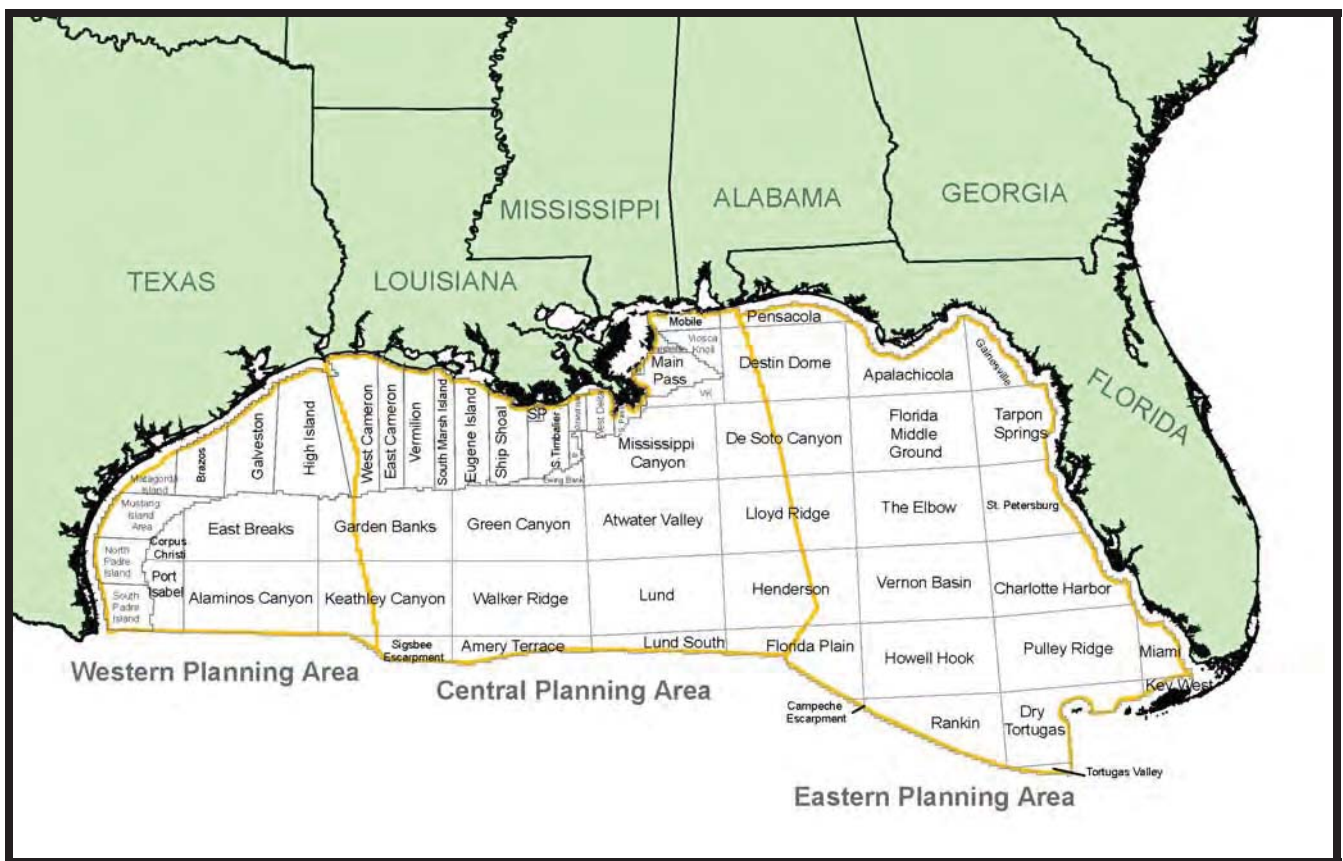 MISSISSIPPI
ALABAMA
GEORGIA
TEXAS
LOUISIANA
FLORIDA
Mobile
Pensacola
Viosca
Knoll
Main
Pass
VK
Destin Dome
Apalachicola
Gainesville
Matagorda
Island
Brazos
Galveston
High Island
West Cameron
East Cameron
Vermilion
South Marsh Island
Eugene Island
Ship Shoal
SP
S.Timbalier
West Delta
Ewing Bank
Mississippi
Canyon
De Soto Canyon
Florida
Middle
Ground
Tarpon
Springs
Mustang
Island
Area
East Breaks
Garden Banks
Green Canyon
Atwater Valley
Lloyd Ridge
The Elbow
St. Petersburg
Corpus
Christi
North
Padre
Island
Port
Isabel
South
Padre
Island
Alaminos Canyon
Keathley Canyon
Walker Ridge
Lund
Henderson
Vernon Basin
Charlotte Harbor
Sigsbee
Escarpment
Amery Terrace
Lund South
Florida Plain
Howell Hook
Pulley Ridge
Miami
Key West
Western Planning Area
Central Planning Area
Campeche
Escarpment
Rankin
Dry
Tortugas
Tortugas Valley
Eastern Planning Area